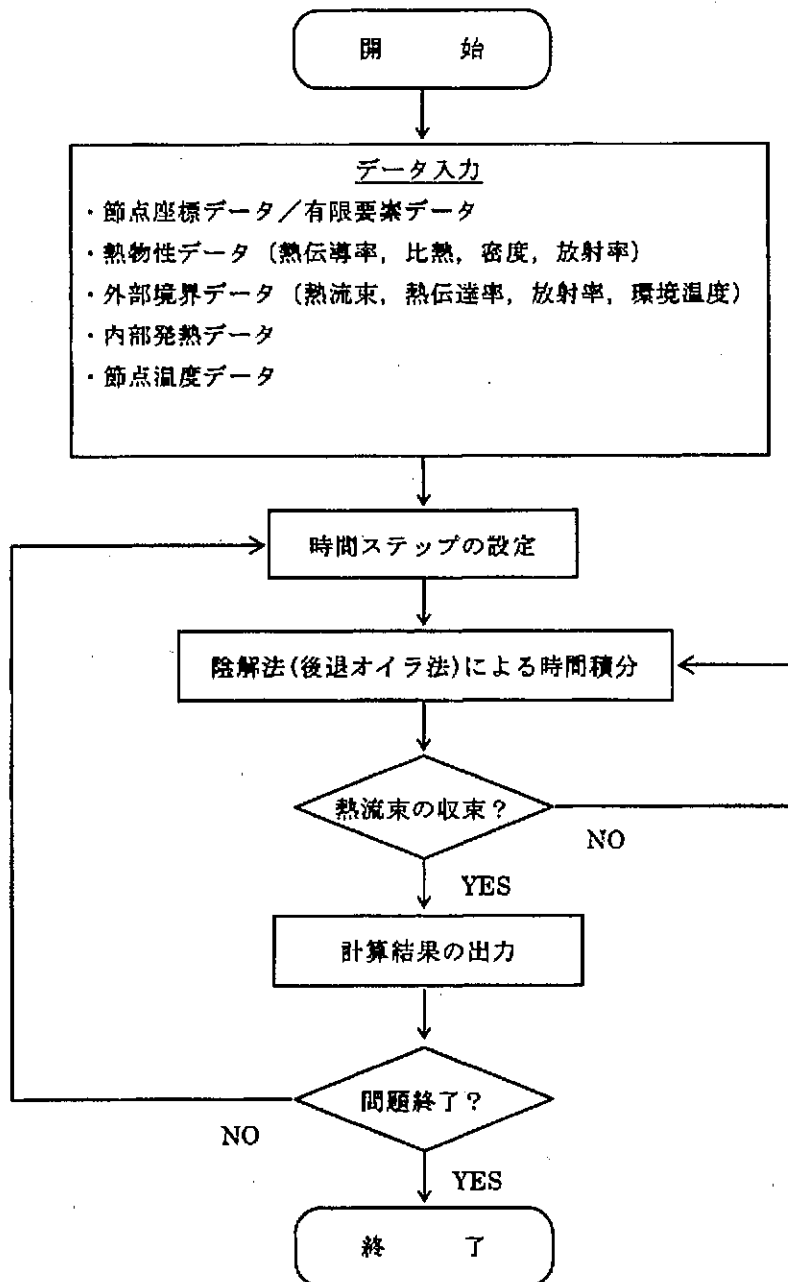 開　始
データ入力
・節点座標データ／有限要素データ
・熱物性データ（熱伝導率，比熱，密度，放射率）
・外部境界データ（熱流束，熱伝達率，放射率，環境温度）
・内部発熱データ
・節点温度データ
時間ステップの設定
陰解法(後退オイラ法)による時間積分
熱流束の収束？
NO
YES
計算結果の出力
問題終了？
NO
YES
終　了